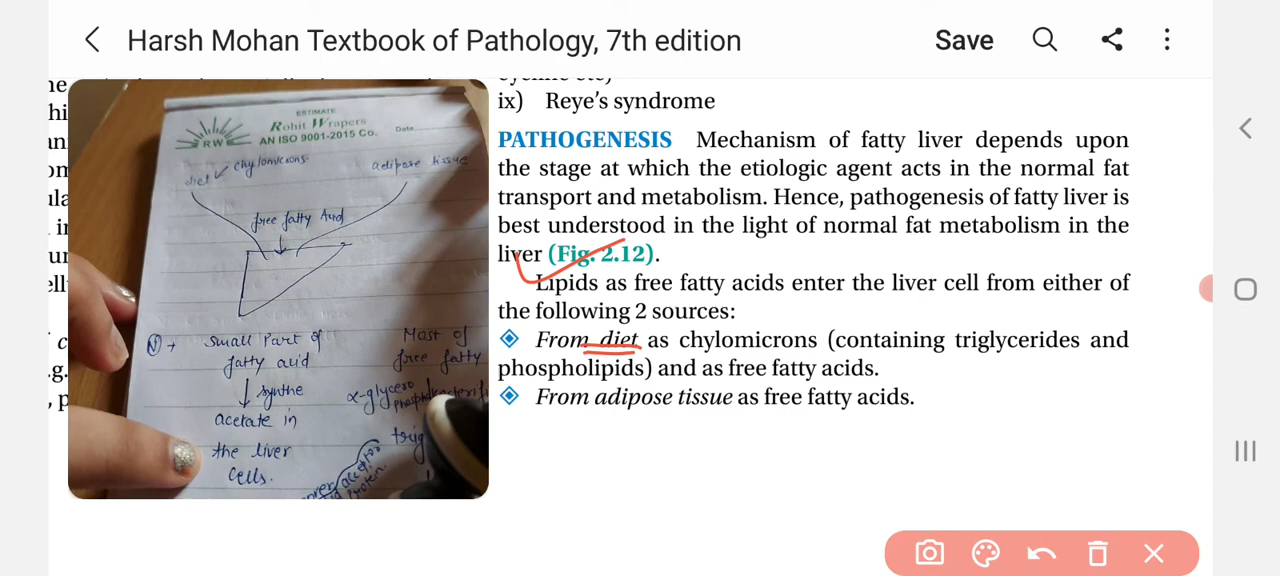 Harsh Mohan Textbook of Pathology, 7th edition
Save
ix) Reye's syndrome
PATHOGENESIS Mechanism of fatty liver depends upon
the stage at which the etiologic agent acts in the normal fat
transport and metabolism. Hence, pathogenesis of fatty liver is
best understood in the light of normal fat metabolism in the
liver (Fig. 2.12).
Lipids as free fatty acids enter the liver cell from either of
the following 2 sources:
From diet as chylomicrons (containing triglycerides and
phospholipids) and as free fatty acids.
From adipose tissue as free fatty acids.
ESTIMATE
Rohit Wrapers
AN ISO 9001-2015 Co.
Date
RW
diet chylomicrons
adipose tissue
free fatty Acid
N
small Part of
fatty acid
synthe
acetate in
the liver
cells.
Most of
free fatty
α-glycero
trig
acceptor
protein.